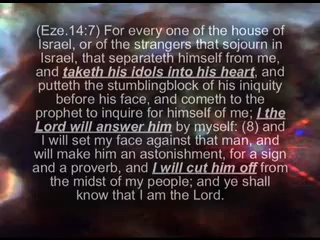 (Eze.14:7) For every one of the house of
Israel, or of the strangers that sojourn in
Israel, that separateth himself from me,
and taketh his idols into his heart, and
putteth the stumblingblock of his iniquity
before his face, and cometh to the
prophet to inquire for himself of me; I the
Lord will answer him by myself: (8) and
I will set my face against that man, and
will make him an astonishment, for a sign
and a proverb, and I will cut him off from
the midst of my people; and ye shall
know that I am the Lord.